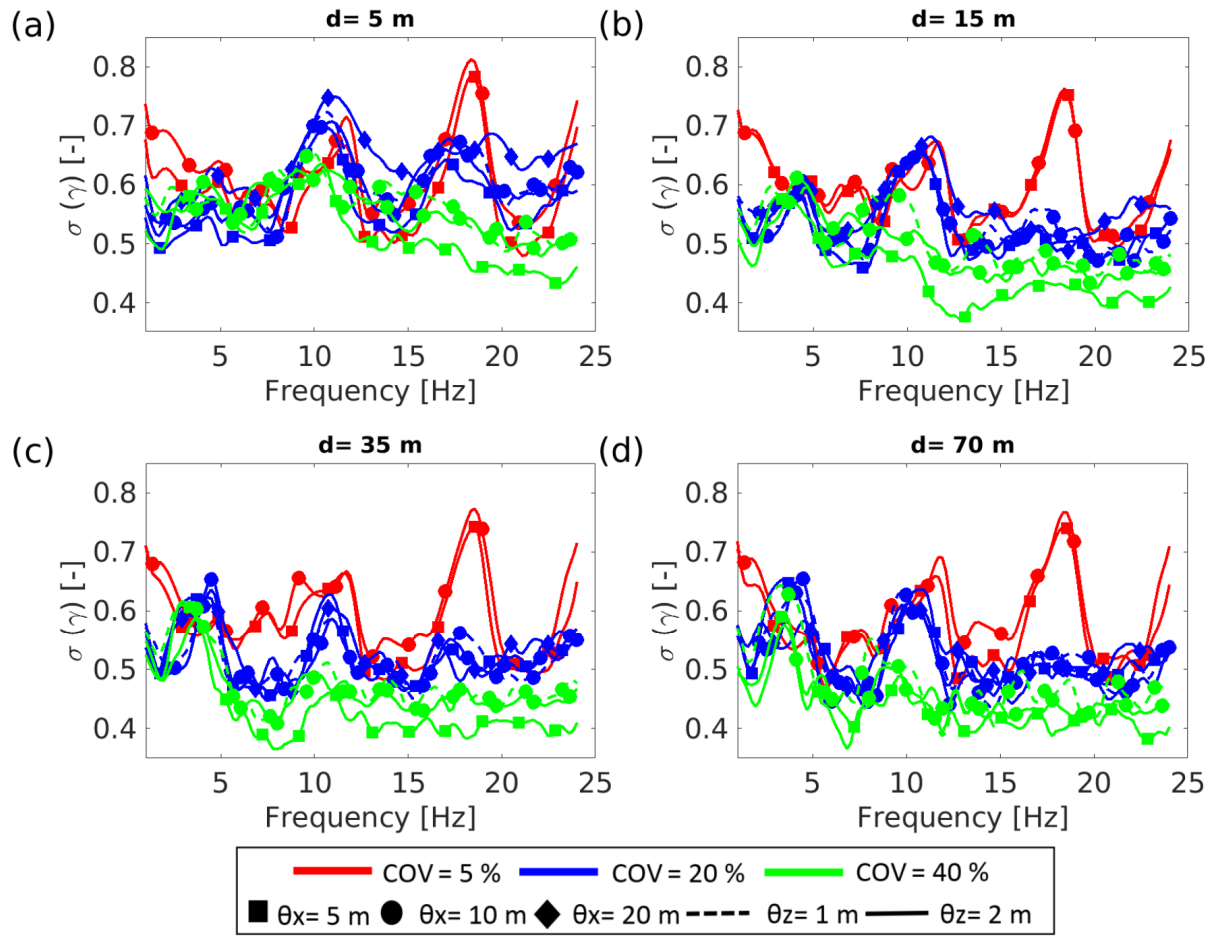 (a) d= 5 m
0.8
0.7
0.6
0.5
0.4
σ (γ) [-]
5 10 15 20 25
Frequency [Hz]
(b) d= 15 m
0.8
0.7
0.6
0.5
0.4
σ (γ) [-]
5 10 15 20 25
Frequency [Hz]
(c) d= 35 m
0.8
0.7
0.6
0.5
0.4
σ (γ) [-]
5 10 15 20 25
Frequency [Hz]
(d) d= 70 m
0.8
0.7
0.6
0.5
0.4
σ (γ) [-]
5 10 15 20 25
Frequency [Hz]
COV = 5 % COV = 20 % COV = 40 %
θx= 5 m θx= 10 m θx= 20 m θz= 1 m θz= 2 m